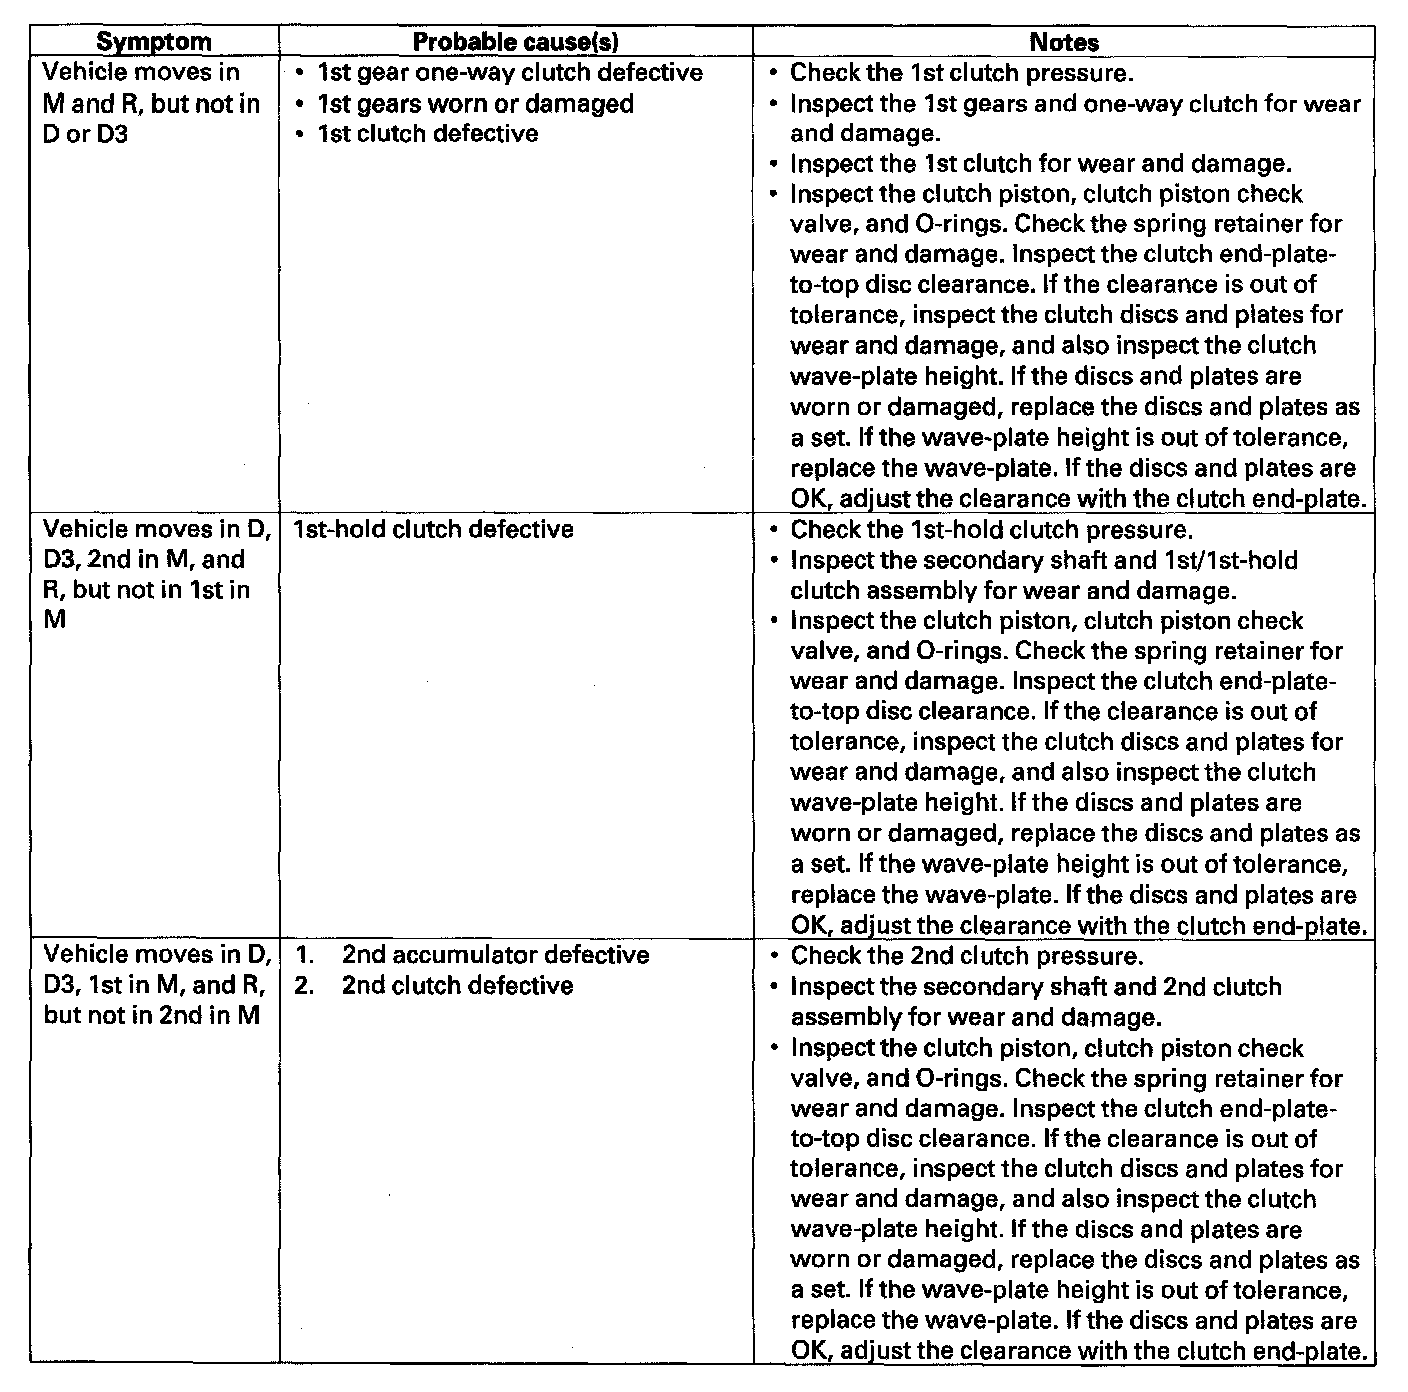 Symptom
Probable cause(s)
Notes
Vehicle moves in
M and R, but not in
D or D3
• 1st gear one-way clutch defective
• 1st gears worn or damaged
• 1st clutch defective
• Check the 1st clutch pressure.
• Inspect the 1st gears and one-way clutch for wear
and damage.
• Inspect the 1st clutch for wear and damage.
• Inspect the clutch piston, clutch piston check
valve, and O-rings. Check the spring retainer for
wear and damage. Inspect the clutch end-plate-
to-top disc clearance. If the clearance is out of
tolerance, inspect the clutch discs and plates for
wear and damage, and also inspect the clutch
wave-plate height. If the discs and plates are
worn or damaged, replace the discs and plates as
a set. If the wave-plate height is out of tolerance,
replace the wave-plate. If the discs and plates are
OK, adjust the clearance with the clutch end-plate.
Vehicle moves in D,
D3, 2nd in M, and
R, but not in 1st in
M
1st-hold clutch defective
• Check the 1st-hold clutch pressure.
• Inspect the secondary shaft and 1st/1st-hold
clutch assembly for wear and damage.
• Inspect the clutch piston, clutch piston check
valve, and O-rings. Check the spring retainer for
wear and damage. Inspect the clutch end-plate-
to-top disc clearance. If the clearance is out of
tolerance, inspect the clutch discs and plates for
wear and damage, and also inspect the clutch
wave-plate height. If the discs and plates are
worn or damaged, replace the discs and plates as
a set. If the wave-plate height is out of tolerance,
replace the wave-plate. If the discs and plates are
OK, adjust the clearance with the clutch end-plate.
Vehicle moves in D,
D3, 1st in M, and R,
but not in 2nd in M
1. 2nd accumulator defective
2. 2nd clutch defective
• Check the 2nd clutch pressure.
• Inspect the secondary shaft and 2nd clutch
assembly for wear and damage.
• Inspect the clutch piston, clutch piston check
valve, and O-rings. Check the spring retainer for
wear and damage. Inspect the clutch end-plate-
to-top disc clearance. If the clearance is out of
tolerance, inspect the clutch discs and plates for
wear and damage, and also inspect the clutch
wave-plate height. If the discs and plates are
worn or damaged, replace the discs and plates as
a set. If the wave-plate height is out of tolerance,
replace the wave-plate. If the discs and plates are
OK, adjust the clearance with the clutch end-plate.